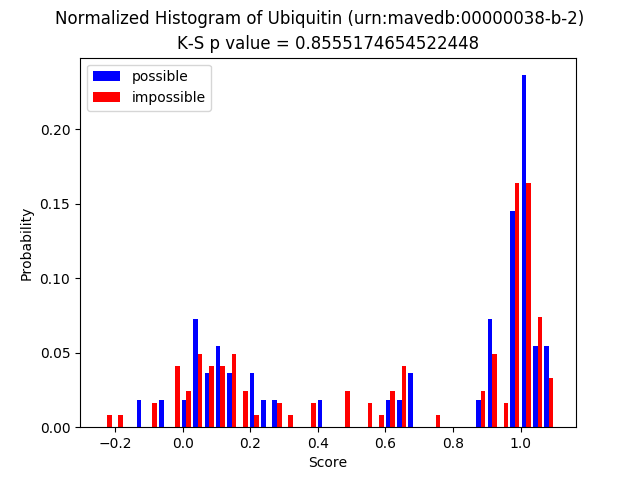 Normalized Histogram of Ubiquitin (urn:mavedb:00000038-b-2)
K-S p value = 0.8555174654522448
possible
impossible
Probability
0.20
0.15
0.10
0.05
0.00
−0.2
0.0
0.2
0.4
0.6
0.8
1.0
Score